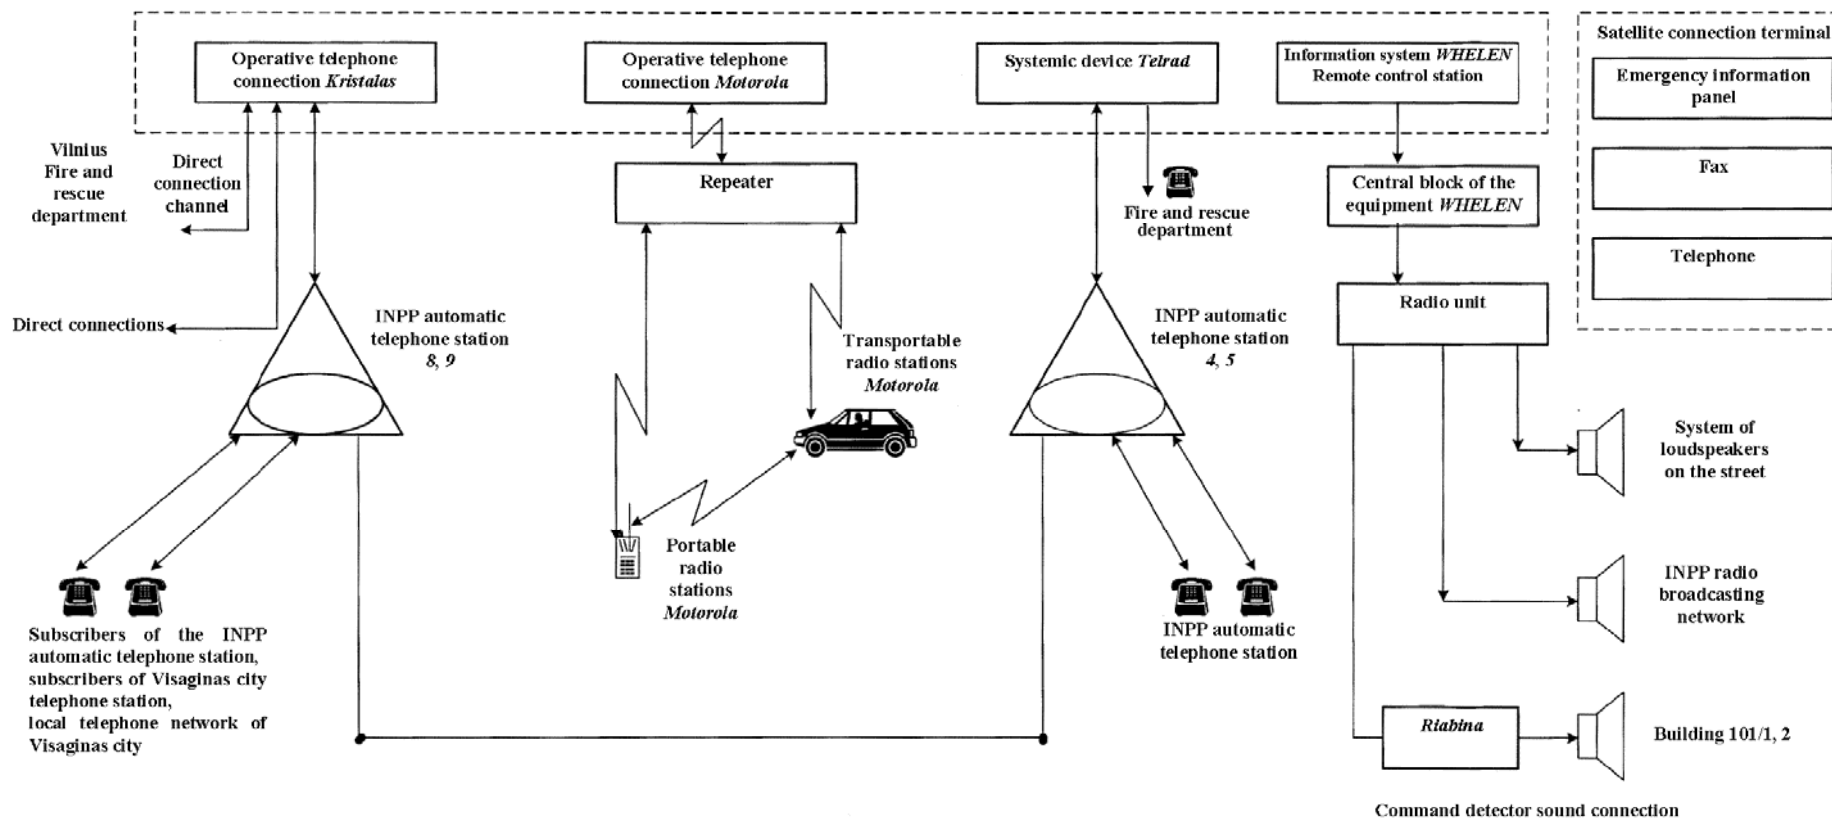 Operative telephone
connection Kristalas
Operative telephone
connection Motorola
Systemic device Telrad
Information system WHELEN
Remote control station
Satellite connection terminal
Emergency information
panel
Fax
Telephone
Vilnius
Fire and
rescue
department
Direct
connection
channel
Repeater
Fire and rescue
department
Central block of the
equipment WHELEN
Radio unit
Direct connections
INPP automatic
telephone station
8, 9
Transportable
radio stations
Motorola
INPP automatic
telephone station
4, 5
System of
loudspeakers
on the street
Portable
radio
stations
Motorola
INPP radio
broadcasting
network
Subscribers of the INPP
automatic telephone station,
subscribers of Visaginas city
telephone station,
local telephone network of
Visaginas city
INPP automatic
telephone station
Riabina
Building 101/1, 2
Command detector sound connection